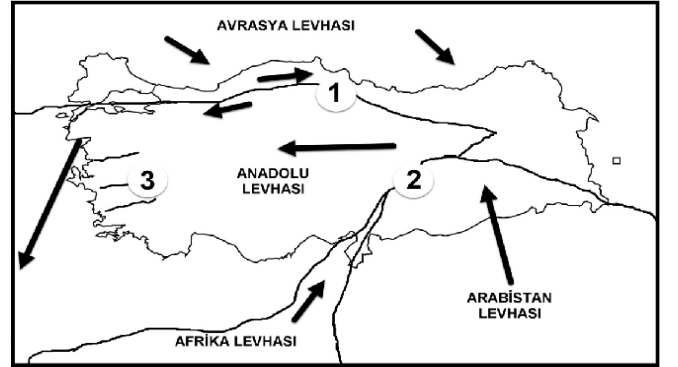 AVRASYA LEVHASI
1
ANADOLU
LEVHASI
3
2
ARABİSTAN
LEVHASI
AFRİKA LEVHASI